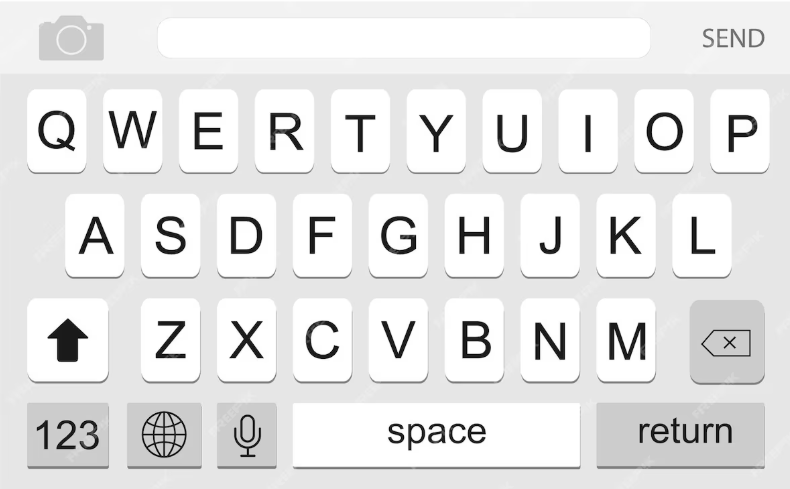 SEND
Q W E R T Y U I O P
A S D F G H J K L
Z X C V B N M
123 space return